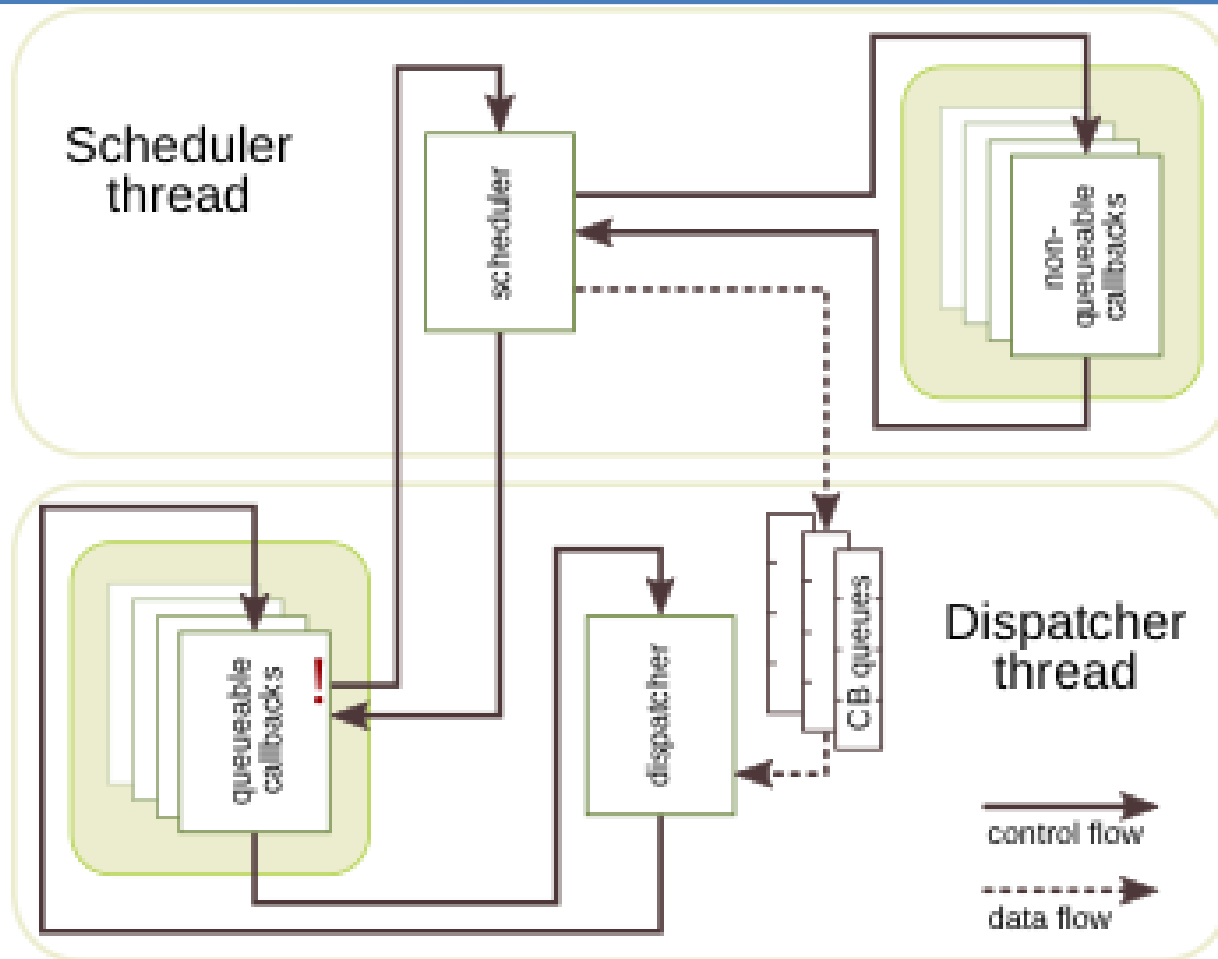 Scheduler
thread
scheduler
non-
queueable
callbacks
queueable
callbacks
!
dispatcher
CB queues
Dispatcher
thread
control flow
data flow